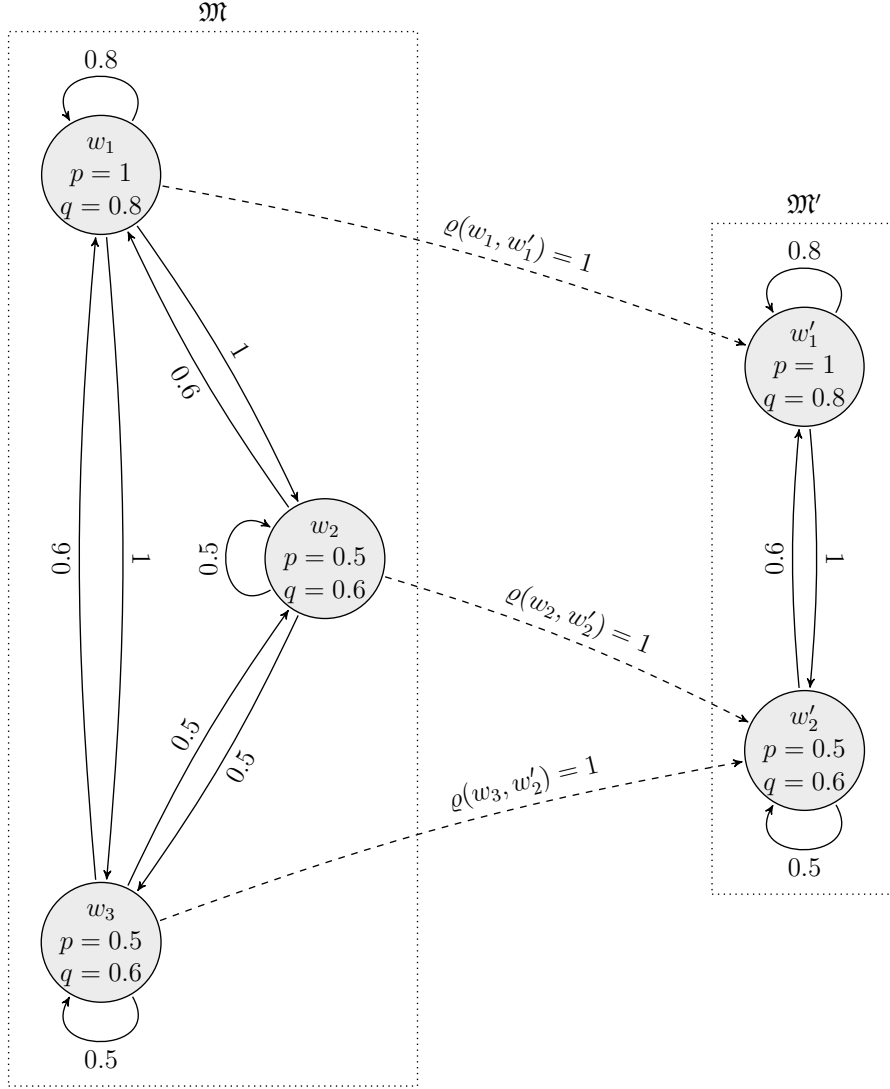 𝔐
0.8
w₁
p = 1
q = 0.8
ϱ(w₁, w′₁) = 1
𝔐′
0.8
w′₁
p = 1
q = 0.8
1
0.6
0.6
1
0.5
w₂
p = 0.5
q = 0.6
0.6
1
ϱ(w₂, w′₂) = 1
0.5
0.5
w′₂
p = 0.5
q = 0.6
0.5
ϱ(w₃, w′₂) = 1
w₃
p = 0.5
q = 0.6
0.5